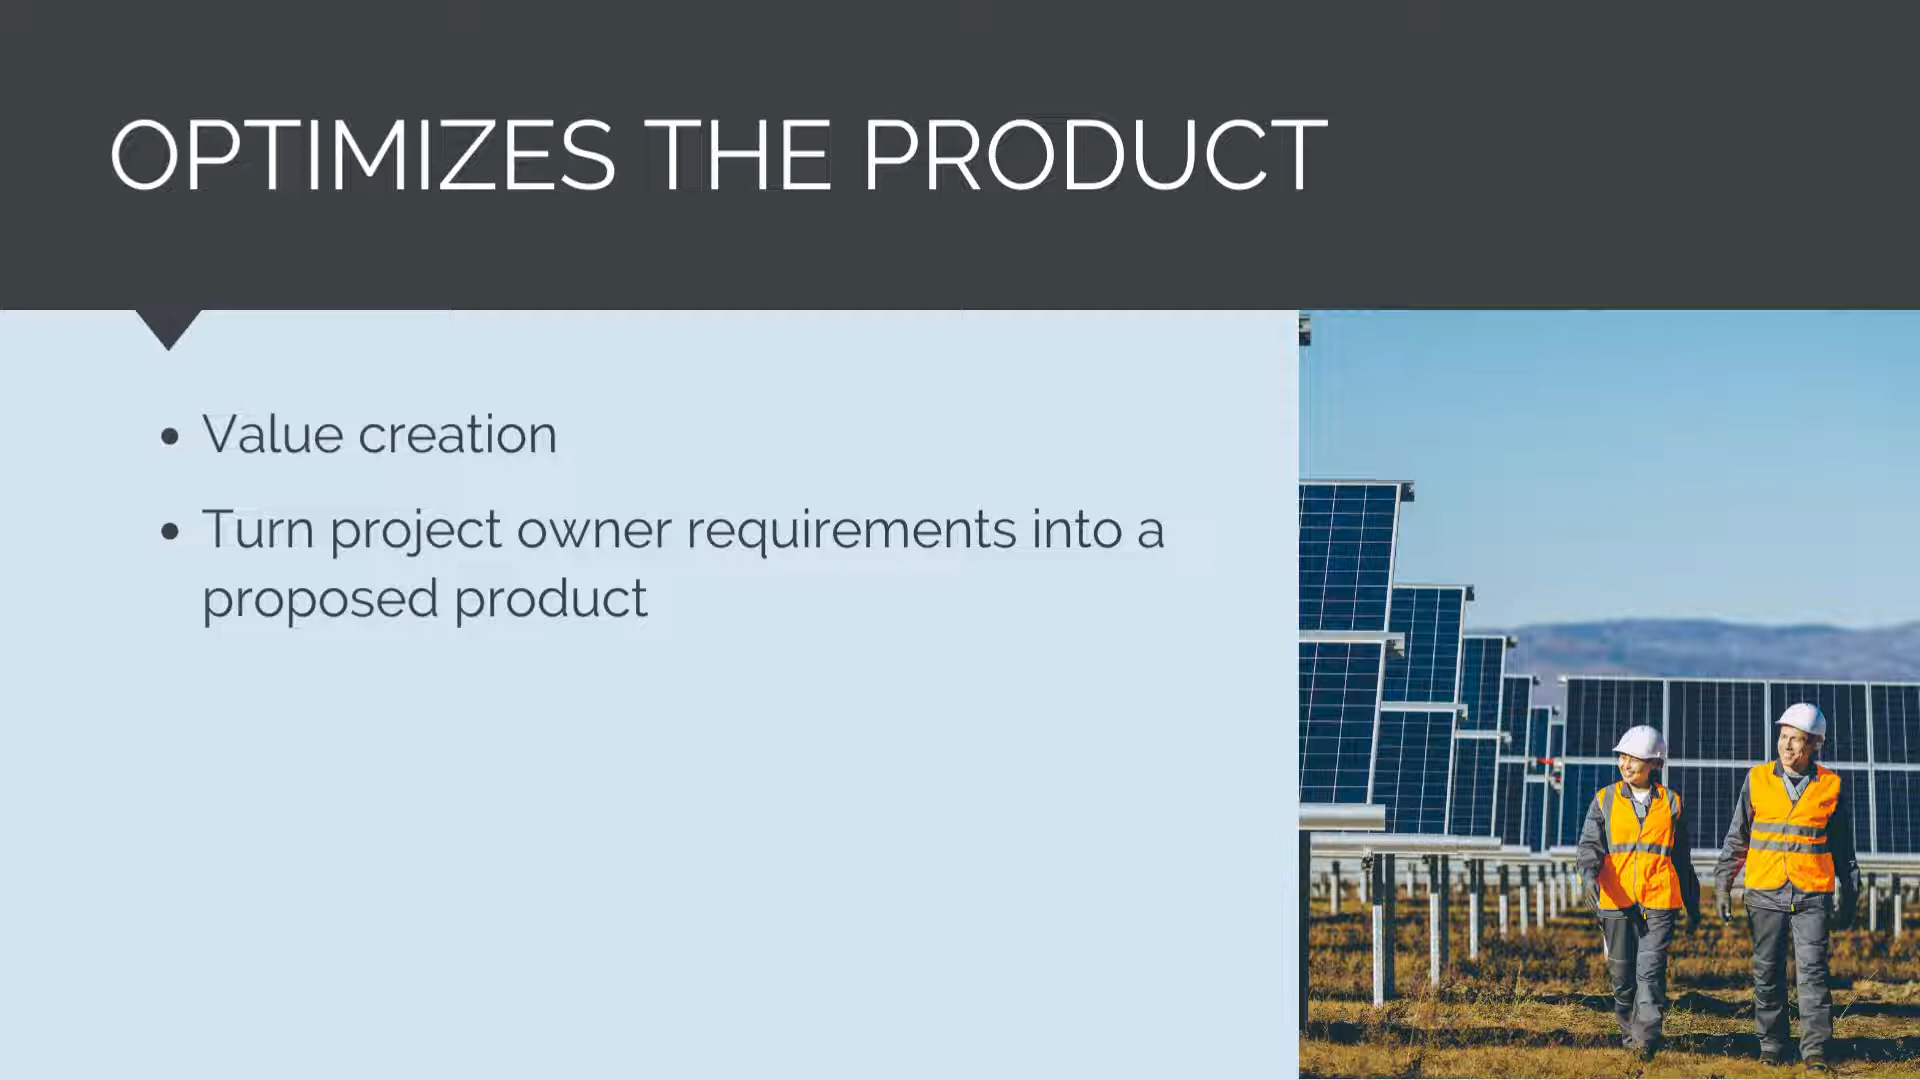 OPTIMIZES THE PRODUCT
• Value creation
• Turn project owner requirements into a
proposed product